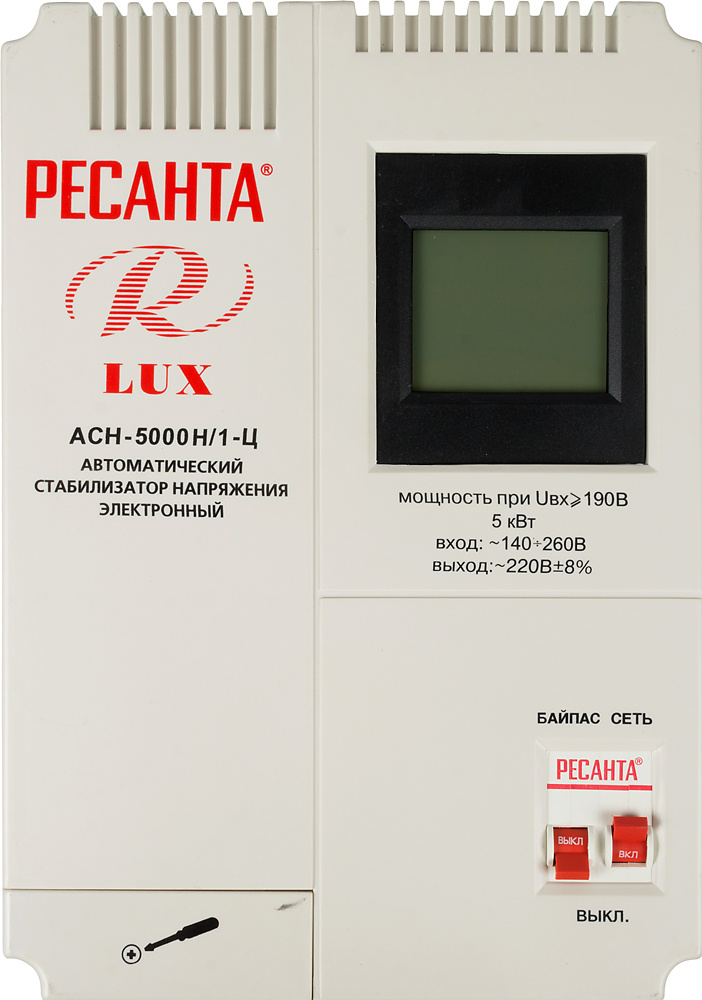 РЕСАНТА®
R
LUX
АСН-5000Н/1-Ц
АВТОМАТИЧЕСКИЙ
СТАБИЛИЗАТОР НАПРЯЖЕНИЯ
ЭЛЕКТРОННЫЙ
мощность при Uвх⩾190В
5 кВт
вход: ~140÷260В
выход:~220В±8%
БАЙПАС СЕТЬ
РЕСАНТА®
ВЫКЛ
ВКЛ
ВЫКЛ.